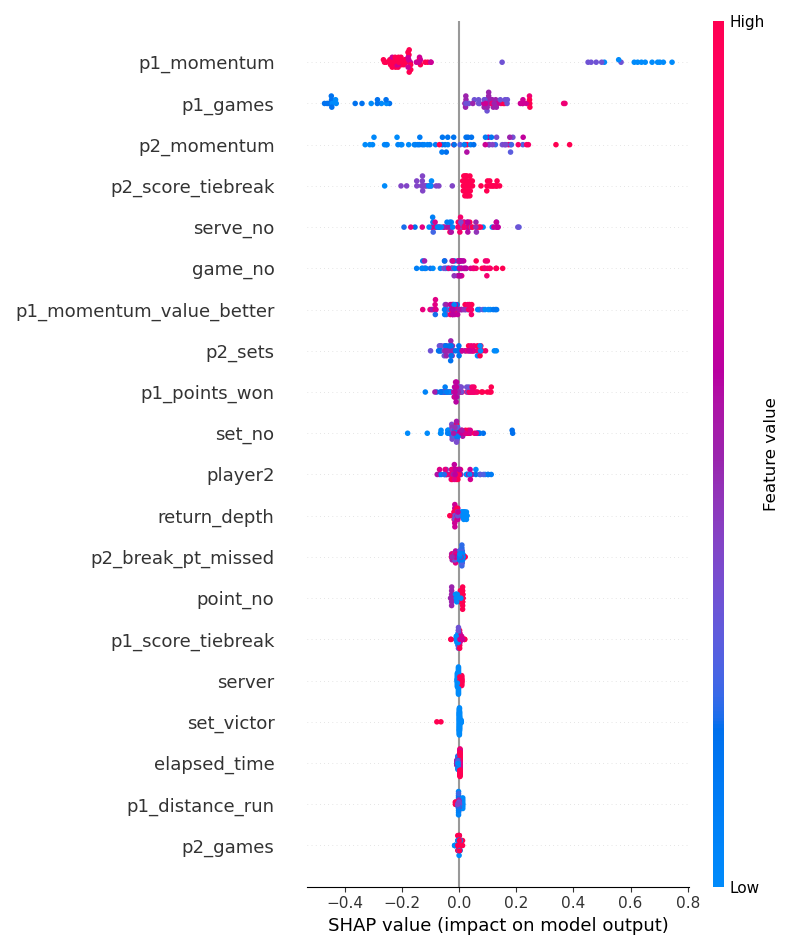 High
p1_momentum
p1_games
p2_momentum
p2_score_tiebreak
serve_no
game_no
p1_momentum_value_better
p2_sets
p1_points_won
set_no
player2
return_depth
p2_break_pt_missed
point_no
p1_score_tiebreak
server
set_victor
elapsed_time
p1_distance_run
p2_games
Feature value
Low
−0.4 −0.2 0.0 0.2 0.4 0.6 0.8
SHAP value (impact on model output)